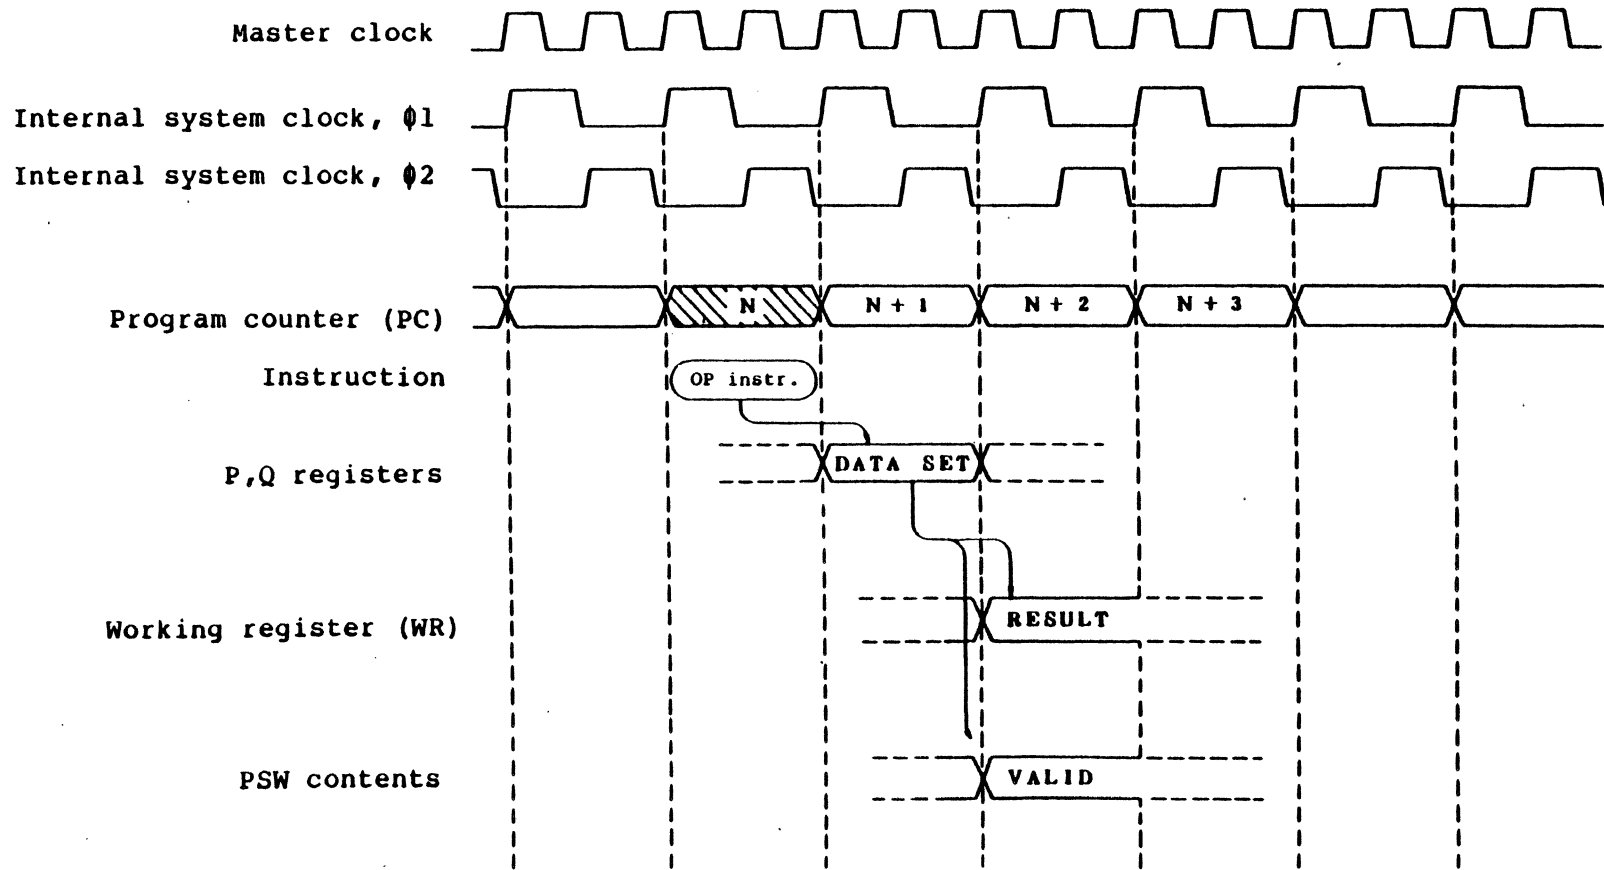 Master clock
Internal system clock, ϕ1
Internal system clock, ϕ2
Program counter (PC) N N + 1 N + 2 N + 3
Instruction OP instr.
P,Q registers DATA SET
Working register (WR) RESULT
PSW contents VALID